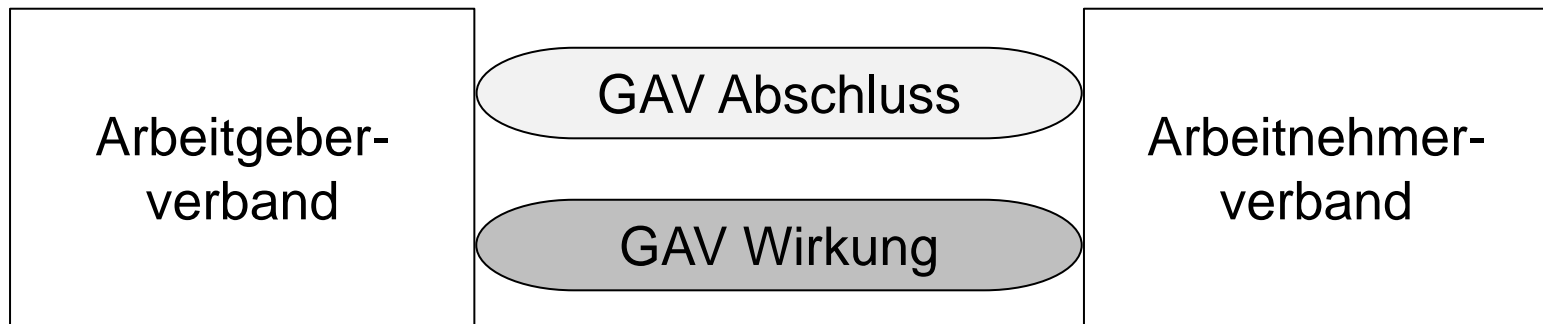 Arbeitgeber-
verband
GAV Abschluss
GAV Wirkung
Arbeitnehmer-
verband